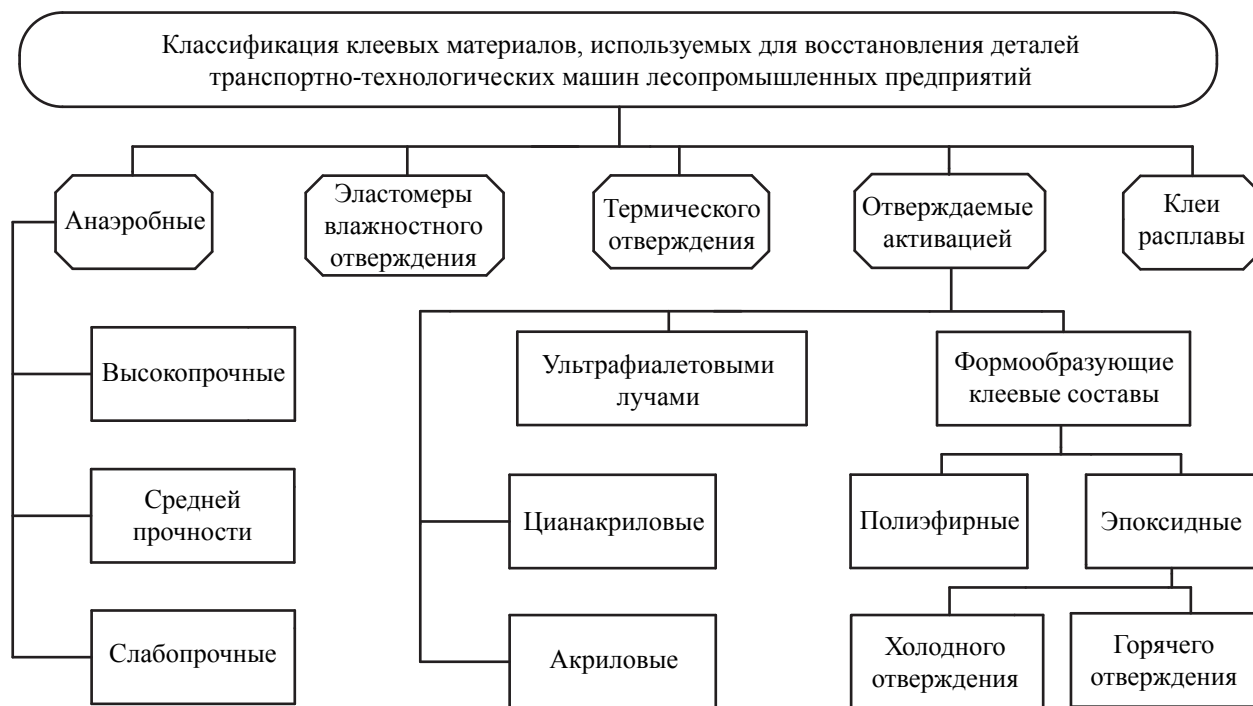 Классификация клеевых материалов, используемых для восстановления деталей
транспортно-технологических машин лесопромышленных предприятий
Анаэробные
Эластомеры
влажностного
отверждения
Термического
отверждения
Отверждаемые
активацией
Клеи
расплавы
Высокопрочные
Ультрафиалетовыми
лучами
Формообразующие
клеевые составы
Средней
прочности
Цианакриловые
Полиэфирные
Эпоксидные
Слабопрочные
Акриловые
Холодного
отверждения
Горячего
отверждения